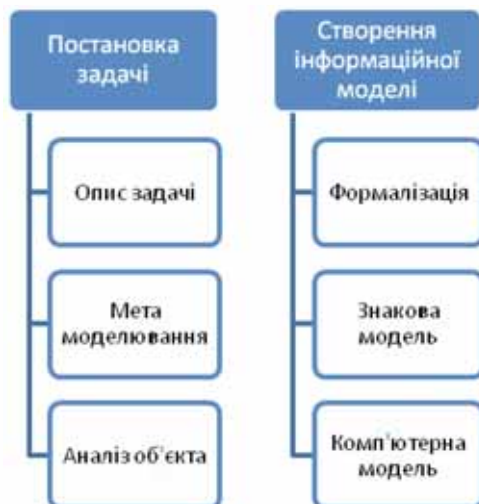 Постановка
задачі
Опис задачі
Мета
моделювання
Аналіз об'єкта
Створення
інформаційної
моделі
Формалізація
Знакова
модель
Комп'ютерна
модель